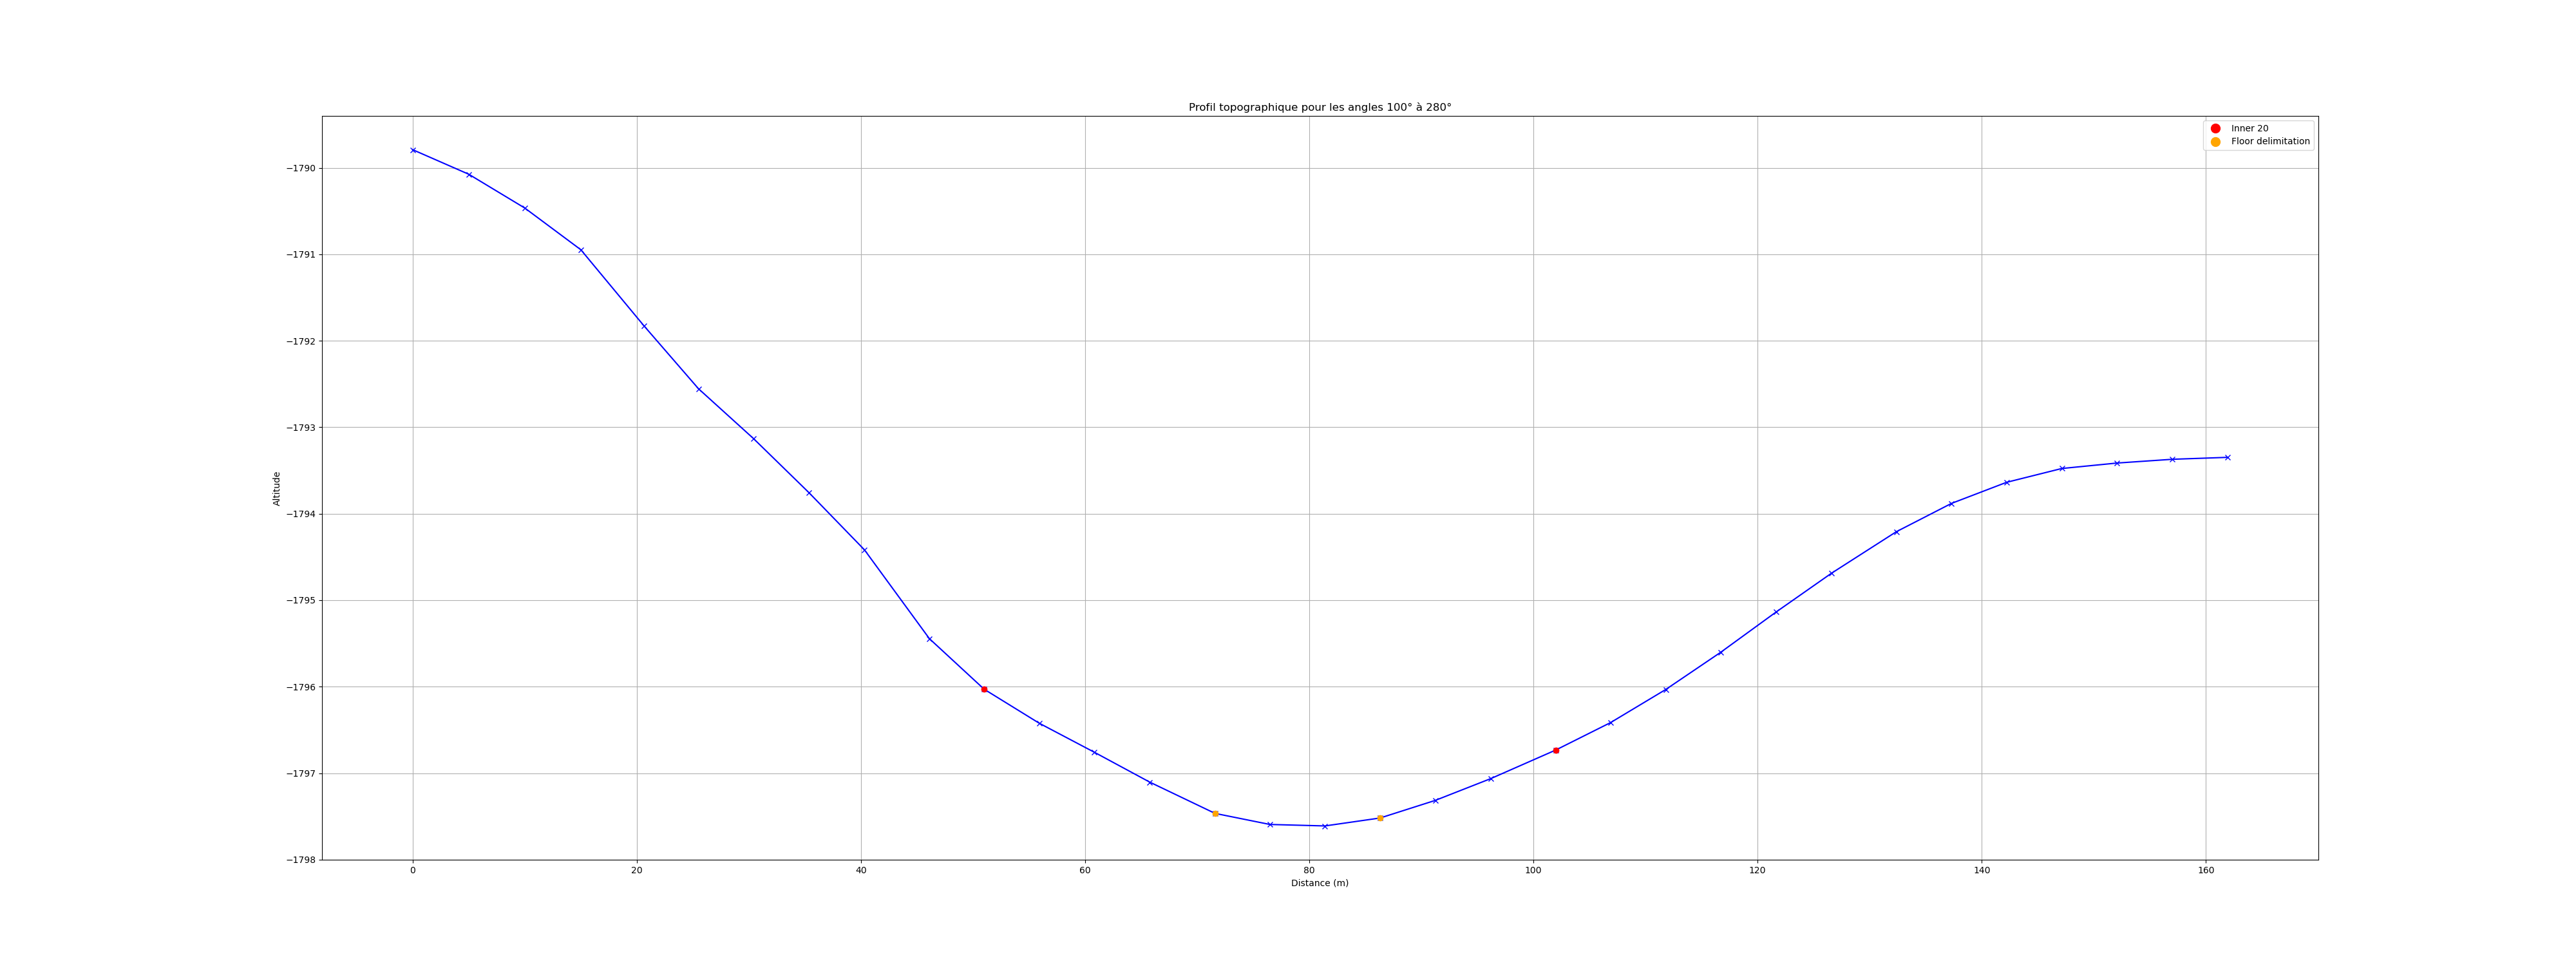 Profil topographique pour les angles 100° à 280°
Inner 20
Floor delimitation
−1790
−1791
−1792
−1793
−1794
−1795
−1796
−1797
−1798
Altitude
0 20 40 60 80 100 120 140 160
Distance (m)